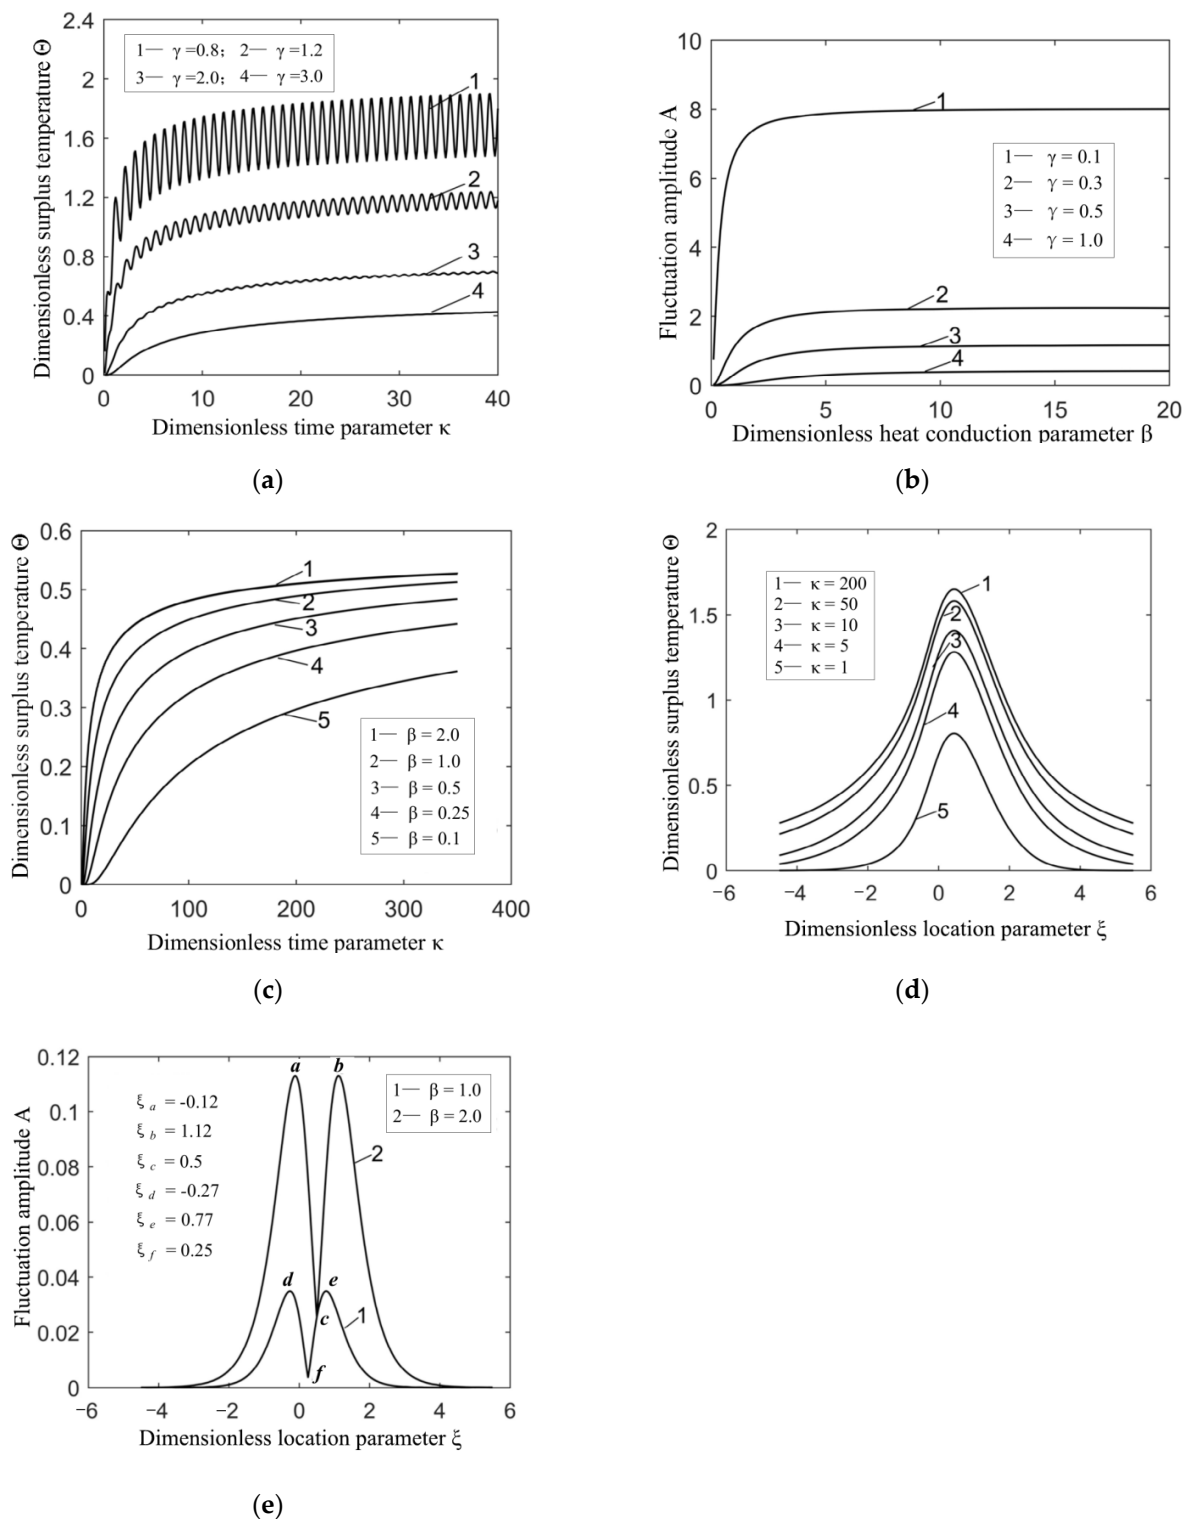 2.4
2
1.6
1.2
0.8
0.4
0
0 10 20 30 40
Dimensionless surplus temperature Θ
Dimensionless time parameter κ
1— γ =0.8; 2— γ =1.2
3— γ =2.0; 4— γ =3.0
1
2
3
4
(a)
10
8
6
4
2
0
0 5 10 15 20
Fluctuation amplitude A
Dimensionless heat conduction parameter β
1— γ = 0.1
2— γ = 0.3
3— γ = 0.5
4— γ = 1.0
1
2
3
4
(b)
0.6
0.5
0.4
0.3
0.2
0.1
0
0 100 200 300 400
Dimensionless surplus temperature Θ
Dimensionless time parameter κ
1— β = 2.0
2— β = 1.0
3— β = 0.5
4— β = 0.25
5— β = 0.1
1
2
3
4
5
(c)
2
1.5
1
0.5
0
−6 −4 −2 0 2 4 6
Dimensionless surplus temperature Θ
Dimensionless location parameter ξ
1— κ = 200
2— κ = 50
3— κ = 10
4— κ = 5
5— κ = 1
1
2
3
4
5
(d)
0.12
0.1
0.08
0.06
0.04
0.02
0
−6 −4 −2 0 2 4 6
Fluctuation amplitude A
Dimensionless location parameter ξ
ξ a = -0.12
ξ b = 1.12
ξ c = 0.5
ξ d = -0.27
ξ e = 0.77
ξ f = 0.25
1— β = 1.0
2— β = 2.0
a b
2
d e
c 1
f
(e)